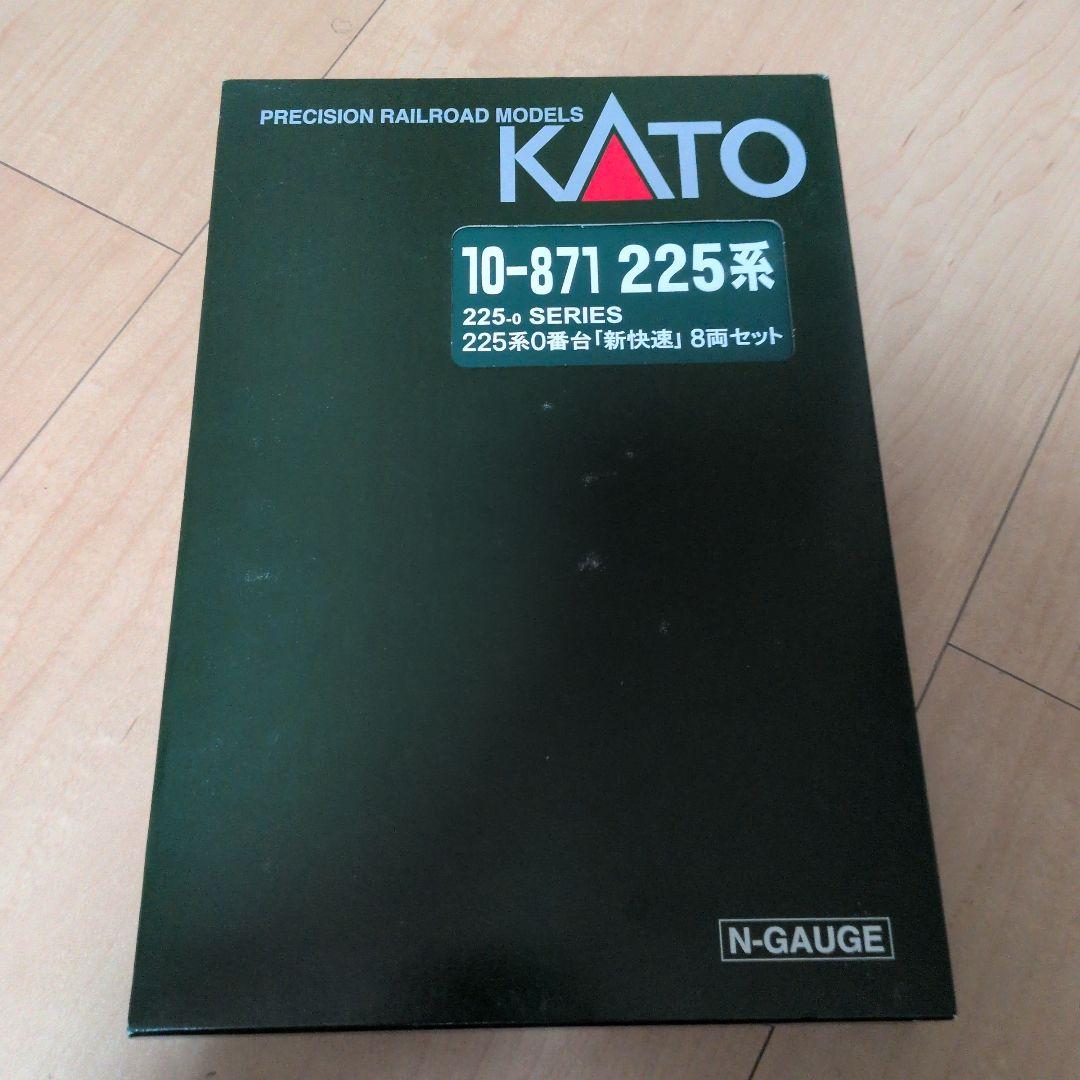 PRECISION RAILROAD MODELS
KATO
10-871 225系
225-0 SERIES
225系0番台「新快速」8両セット
N-GAUGE